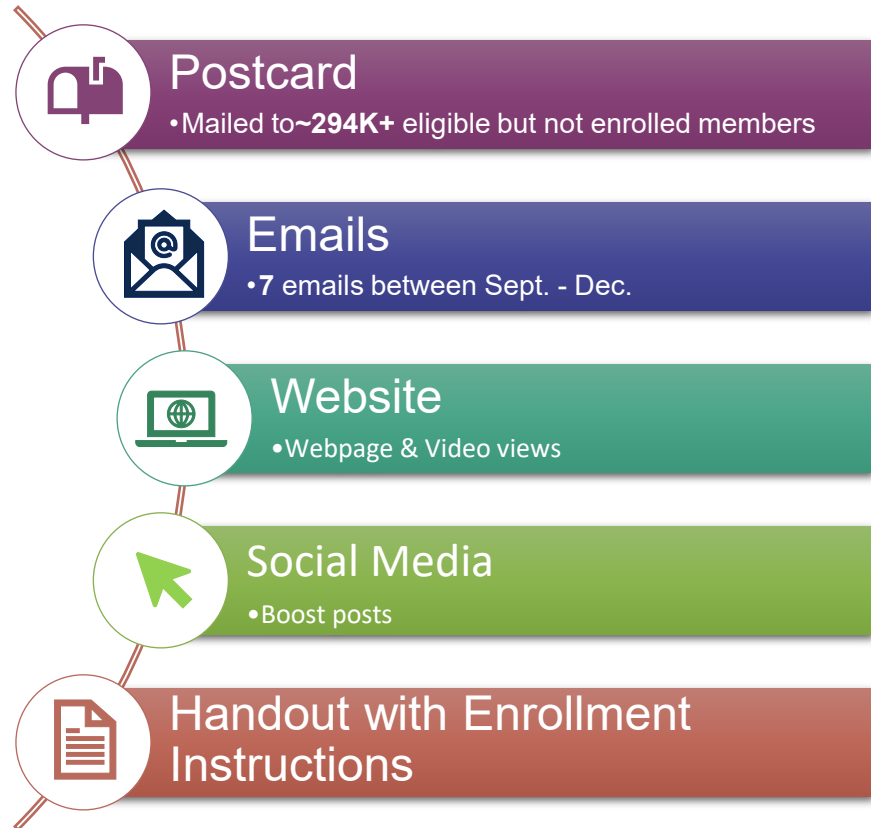 Postcard
•Mailed to~294K+ eligible but not enrolled members
@
Emails
•7 emails between Sept. - Dec.
Website
•Webpage & Video views
Social Media
•Boost posts
Handout with Enrollment
Instructions